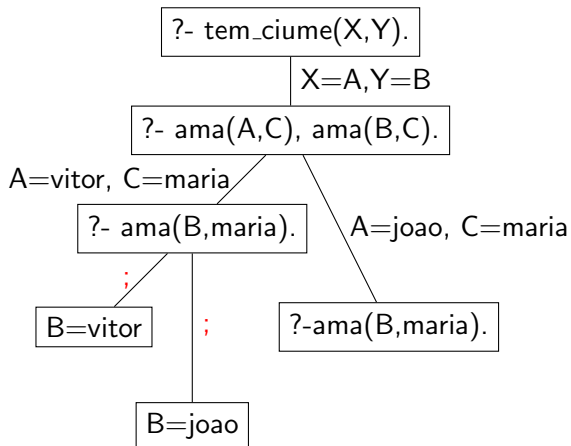 ?- tem_ciume(X,Y).
X=A,Y=B
?- ama(A,C), ama(B,C).
A=vitor, C=maria
A=joao, C=maria
?- ama(B,maria).
;
;
B=vitor
?-ama(B,maria).
B=joao